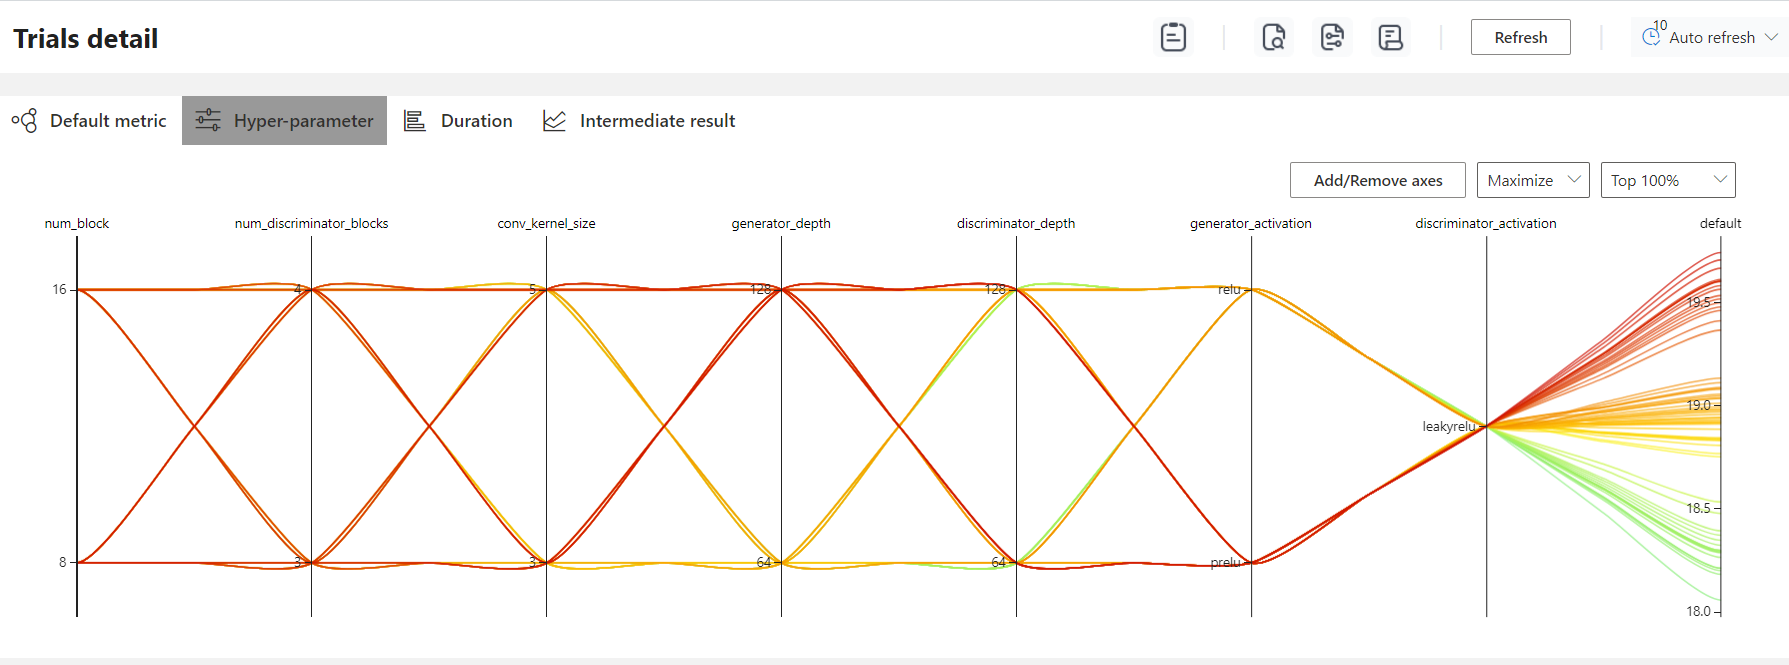 Trials detail
Refresh
10
Auto refresh
Default metric
Hyper-parameter
Duration
Intermediate result
Add/Remove axes
Maximize
Top 100%
num_block
num_discriminator_blocks
conv_kernel_size
generator_depth
discriminator_depth
generator_activation
discriminator_activation
default
16
4
5
128
128
relu
19.5
19.0
leakyrelu
18.5
8
3
3
64
64
prelu
18.0